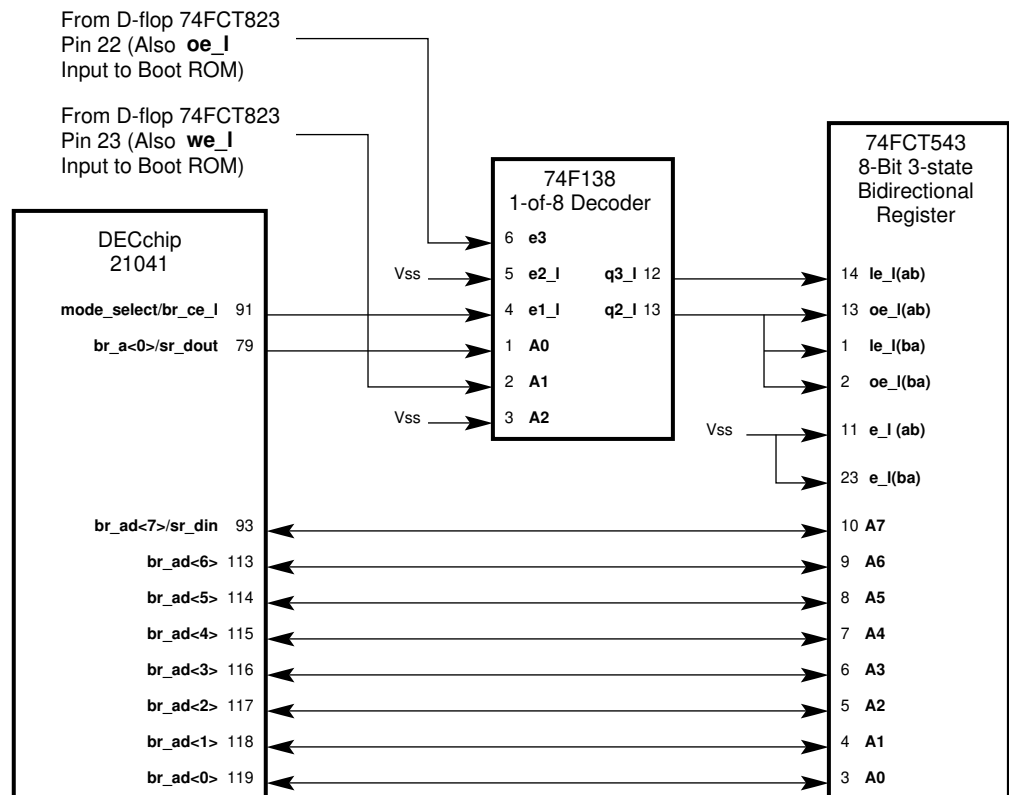 From D-flop 74FCT823
Pin 22 (Also oe_l
Input to Boot ROM)
From D-flop 74FCT823
Pin 23 (Also we_l
Input to Boot ROM)
DECchip
21041
mode_select/br_ce_l 91
br_a<0>/sr_dout 79
br_ad<7>/sr_din 93
br_ad<6> 113
br_ad<5> 114
br_ad<4> 115
br_ad<3> 116
br_ad<2> 117
br_ad<1> 118
br_ad<0> 119
74F138
1-of-8 Decoder
6 e3
Vss 5 e2_l q3_l 12
4 e1_l q2_l 13
1 A0
2 A1
Vss 3 A2
74FCT543
8-Bit 3-state
Bidirectional
Register
14 le_l(ab)
13 oe_l(ab)
1 le_l(ba)
2 oe_l(ba)
Vss 11 e_l (ab)
23 e_l(ba)
10 A7
9 A6
8 A5
7 A4
6 A3
5 A2
4 A1
3 A0